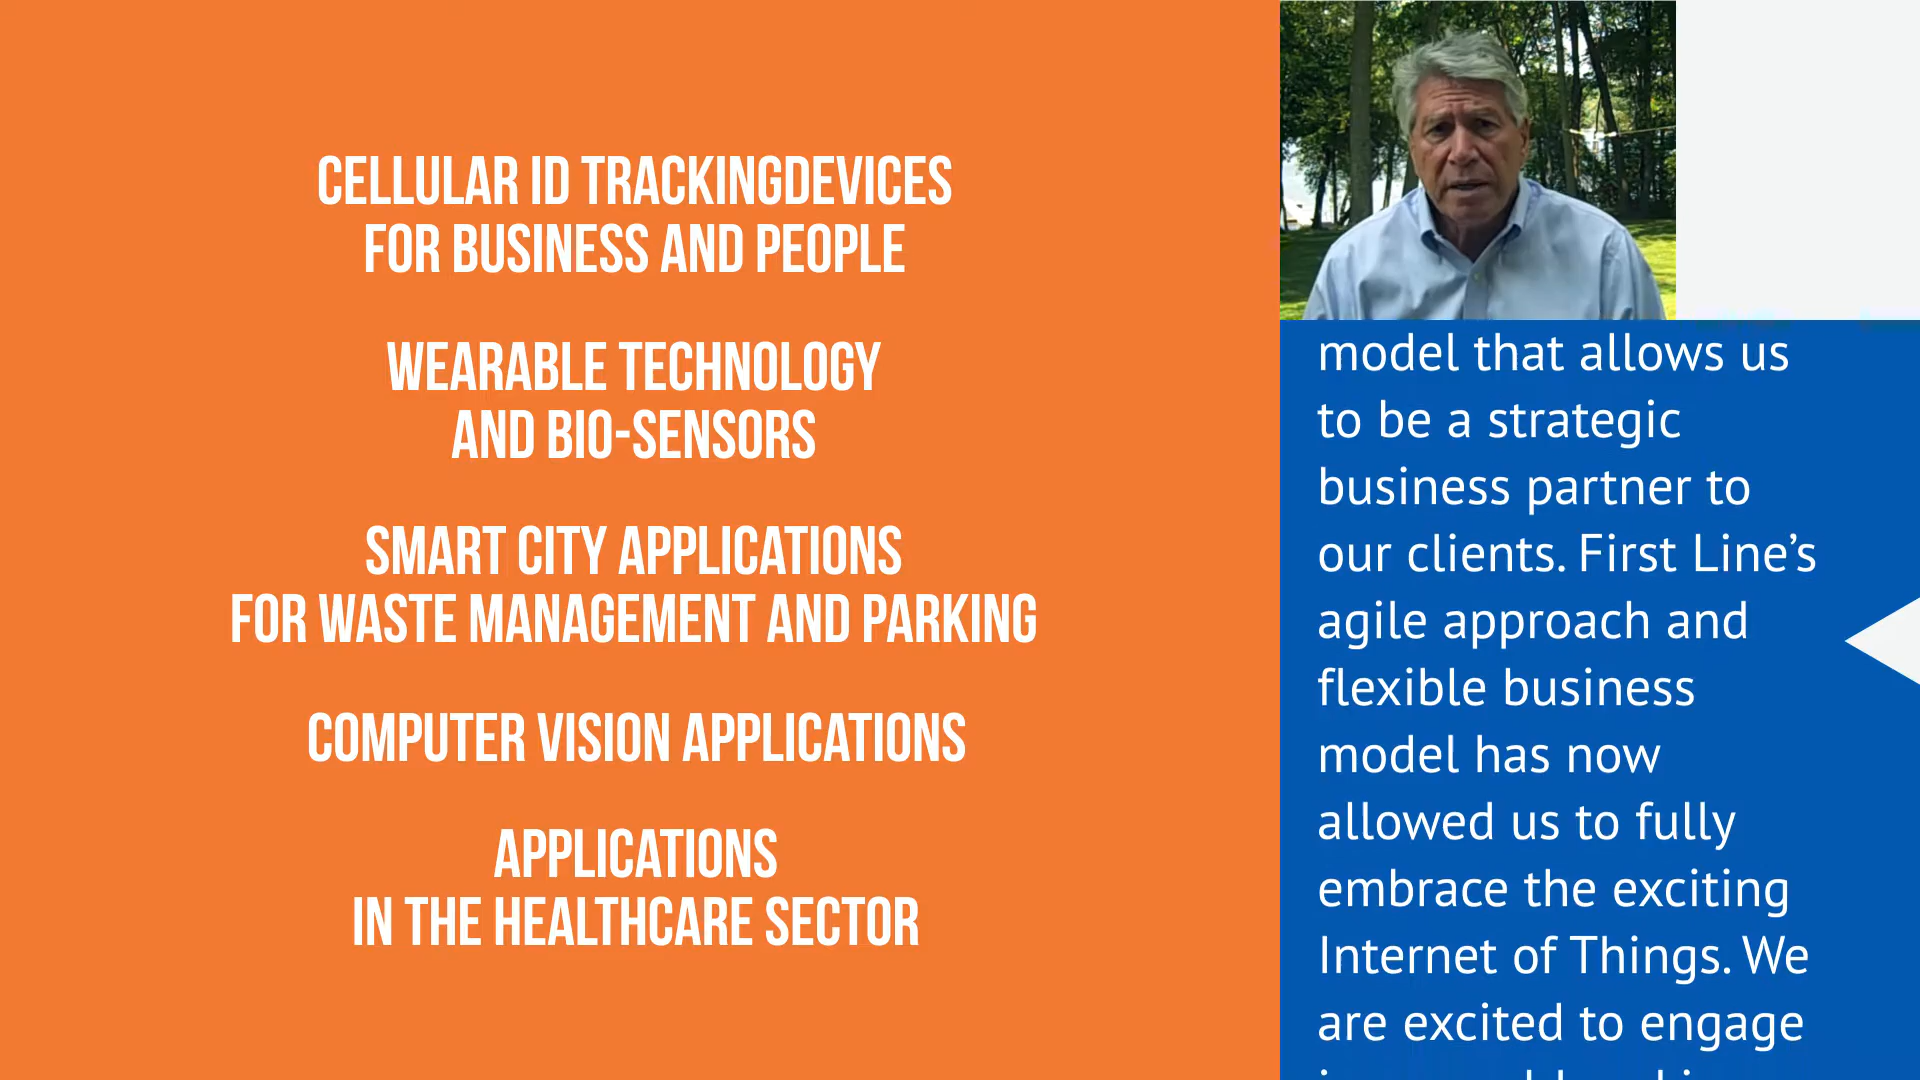 CELLULAR ID TRACKINGDEVICES
FOR BUSINESS AND PEOPLE
WEARABLE TECHNOLOGY
AND BIO-SENSORS
SMART CITY APPLICATIONS
FOR WASTE MANAGEMENT AND PARKING
COMPUTER VISION APPLICATIONS
APPLICATIONS
IN THE HEALTHCARE SECTOR
model that allows us
to be a strategic
business partner to
our clients. First Line’s
agile approach and
flexible business
model has now
allowed us to fully
embrace the exciting
Internet of Things. We
are excited to engage